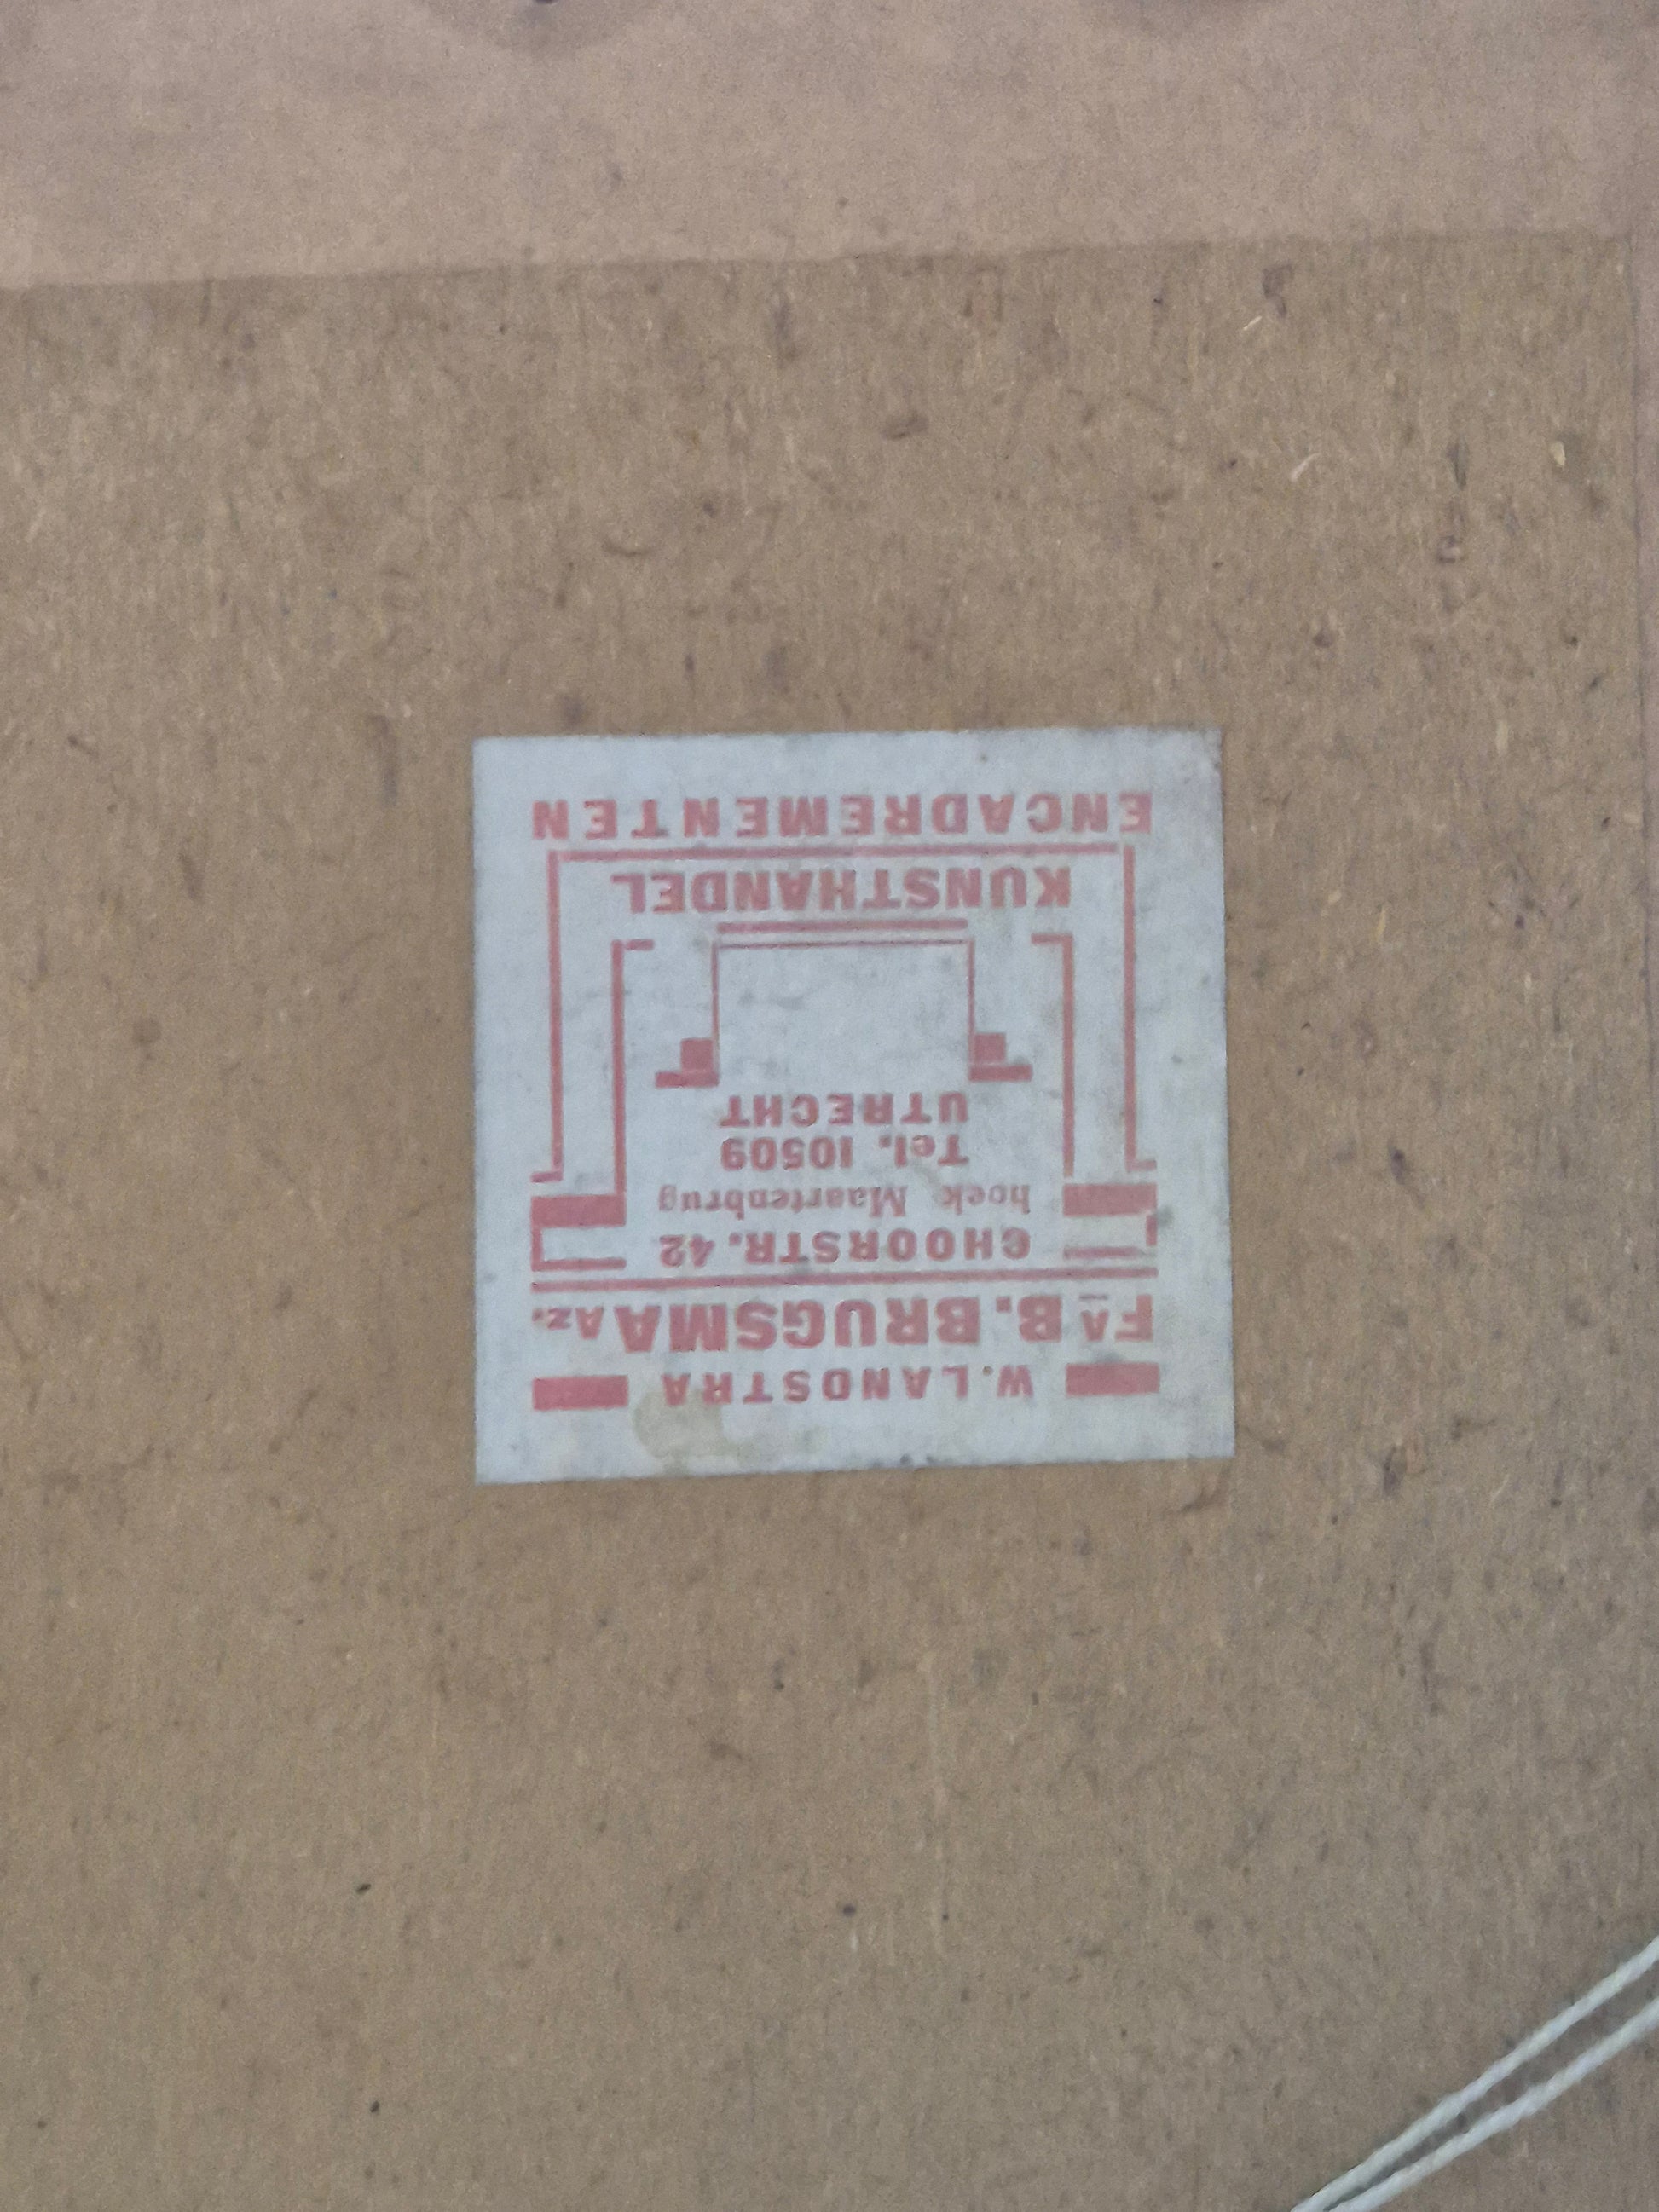 W. LANDSTRA
FA B. BRUGSMA Az.
CHOORSTR. 42
hoek Maartenbrug
Tel. 10509
UTRECHT
KUNSTHANDEL
ENCADREMENTEN